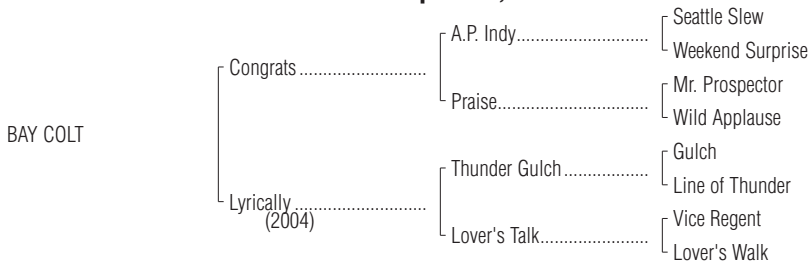 Seattle Slew
A.P. Indy
Weekend Surprise
Congrats
Mr. Prospector
Praise
Wild Applause
BAY COLT
Gulch
Thunder Gulch
Line of Thunder
Lyrically
(2004)
Vice Regent
Lover's Talk
Lover's Walk